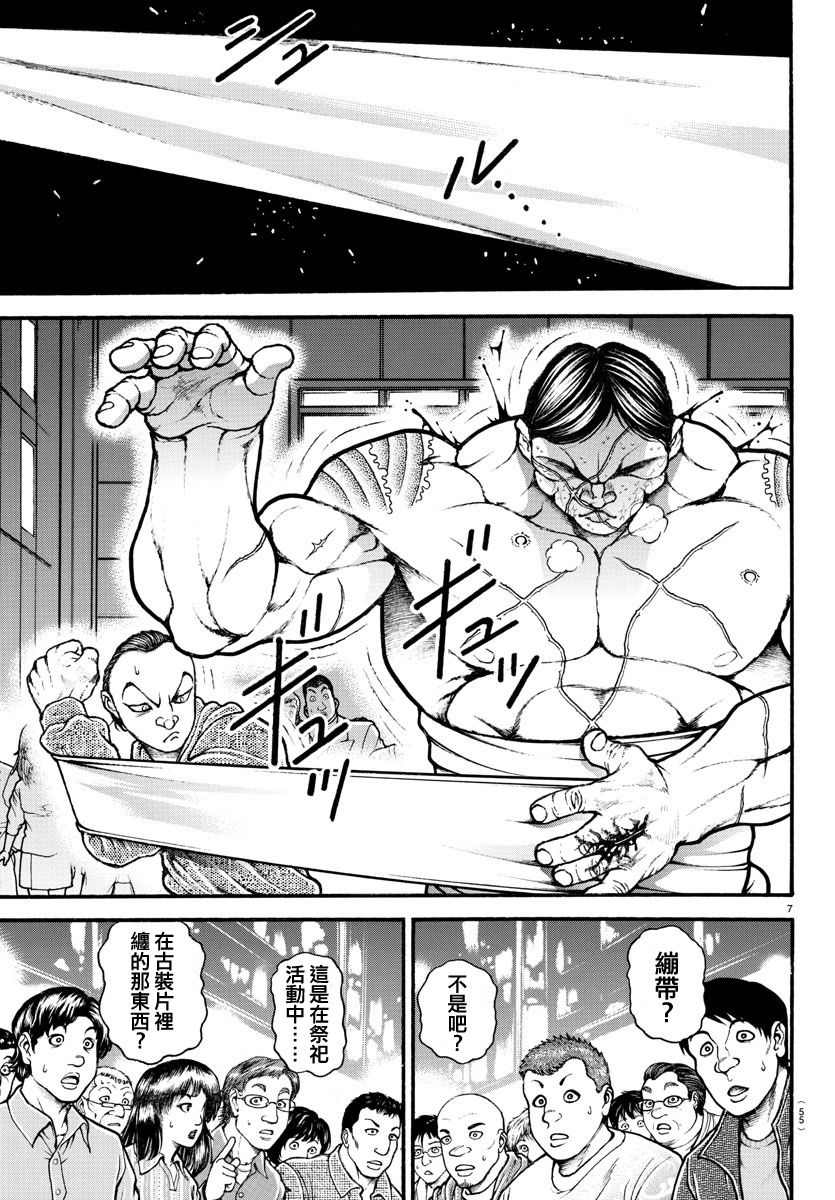 シュ
ル‥‥
ギュッ
ギュッ
7
繃帶？
不是吧？
這是在祭祀
活動中……
在古裝片裡
纏的那東西？
（55）